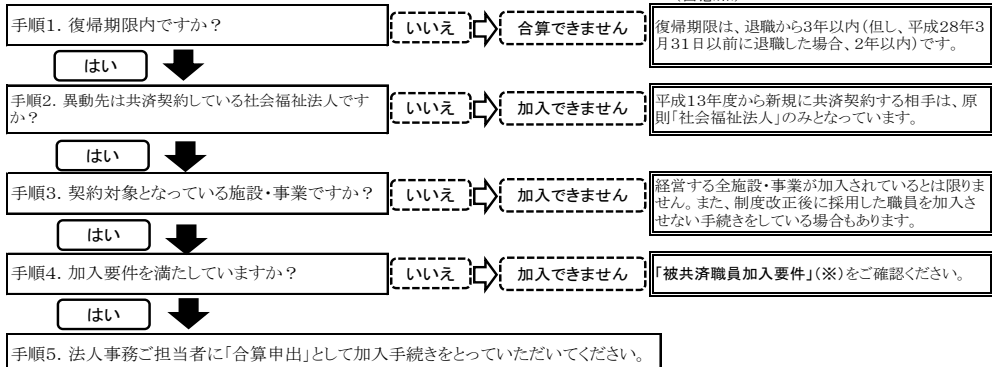 手順1．復帰期限内ですか？
いいえ
合算できません
復帰期限は、退職から3年以内(但し、平成28年3
月31日以前に退職した場合、2年以内)です。
はい
手順2．異動先は共済契約している社会福祉法人です
か？
いいえ
加入できません
平成13年度から新規に共済契約する相手は、原
則「社会福祉法人」のみとなっています。
はい
手順3．契約対象となっている施設・事業ですか？
いいえ
加入できません
経営する全施設・事業が加入されているとは限りま
せん。また、制度改正後に採用した職員を加入さ
せない手続きをしている場合もあります。
はい
手順4．加入要件を満たしていますか？
いいえ
加入できません
「被共済職員加入要件」(※)をご確認ください。
はい
手順5．法人事務ご担当者に「合算申出」として加入手続きをとっていただいてください。